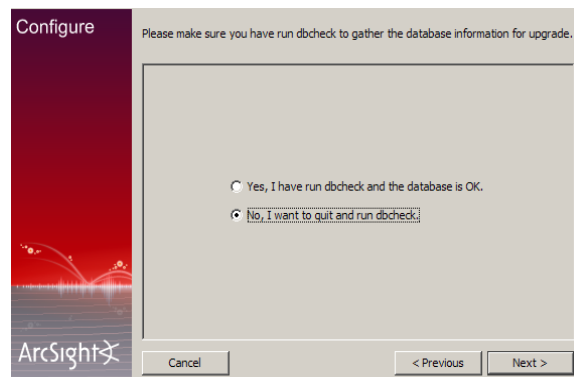 Configure
Please make sure you have run dbcheck to gather the database information for upgrade.
Yes, I have run dbcheck and the database is OK.
No, I want to quit and run dbcheck.
ArcSight
Cancel
< Previous
Next >